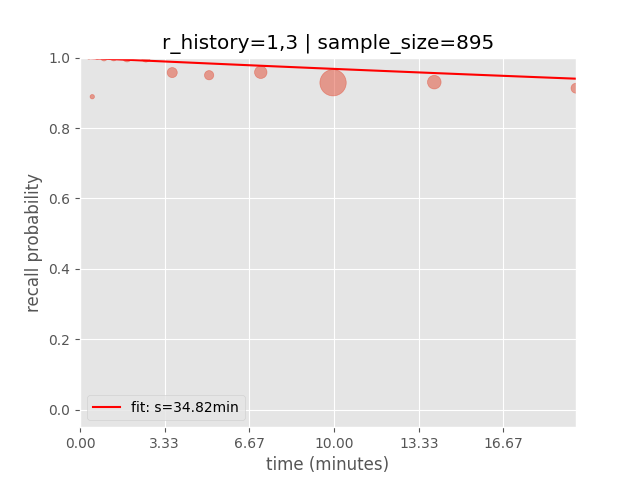 r_history=1,3 | sample_size=895
1.0
0.8
0.6
0.4
0.2
0.0
recall probability
fit: s=34.82min
0.00 3.33 6.67 10.00 13.33 16.67
time (minutes)